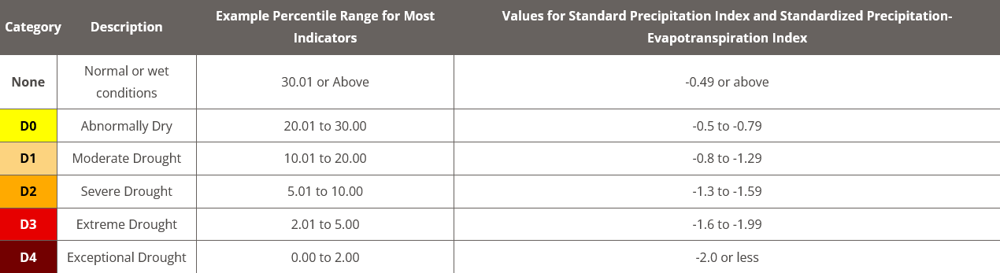 Category Description Example Percentile Range for Most Indicators Values for Standard Precipitation Index and Standardized Precipitation-Evapotranspiration Index
None Normal or wet conditions 30.01 or Above -0.49 or above
D0 Abnormally Dry 20.01 to 30.00 -0.5 to -0.79
D1 Moderate Drought 10.01 to 20.00 -0.8 to -1.29
D2 Severe Drought 5.01 to 10.00 -1.3 to -1.59
D3 Extreme Drought 2.01 to 5.00 -1.6 to -1.99
D4 Exceptional Drought 0.00 to 2.00 -2.0 or less